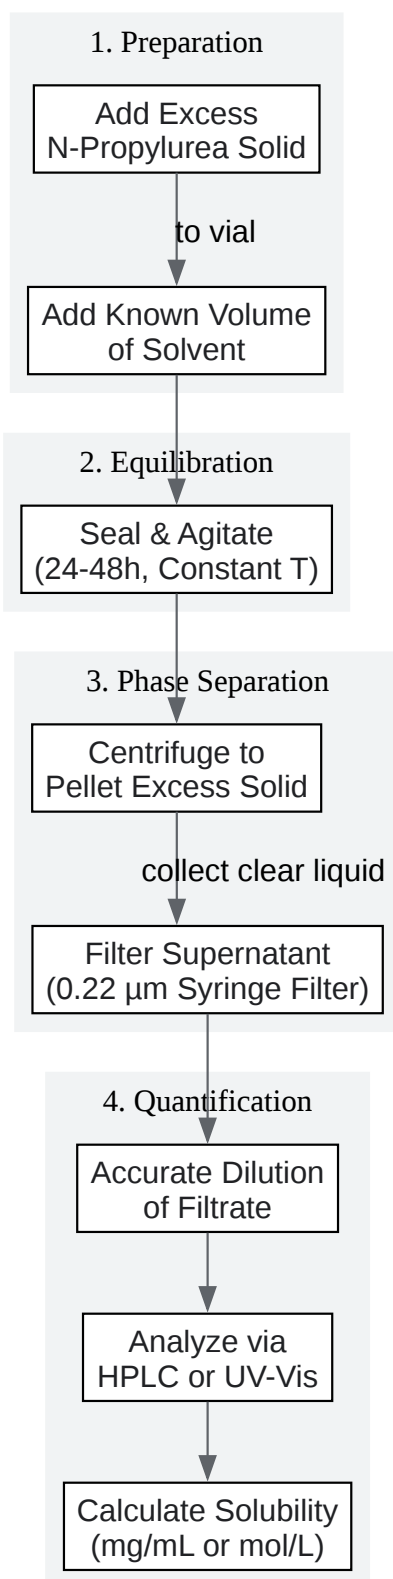 1. Preparation
Add Excess
N-Propylurea Solid
to vial
Add Known Volume
of Solvent
2. Equilibration
Seal & Agitate
(24-48h, Constant T)
3. Phase Separation
Centrifuge to
Pellet Excess Solid
collect clear liquid
Filter Supernatant
(0.22 µm Syringe Filter)
4. Quantification
Accurate Dilution
of Filtrate
Analyze via
HPLC or UV-Vis
Calculate Solubility
(mg/mL or mol/L)